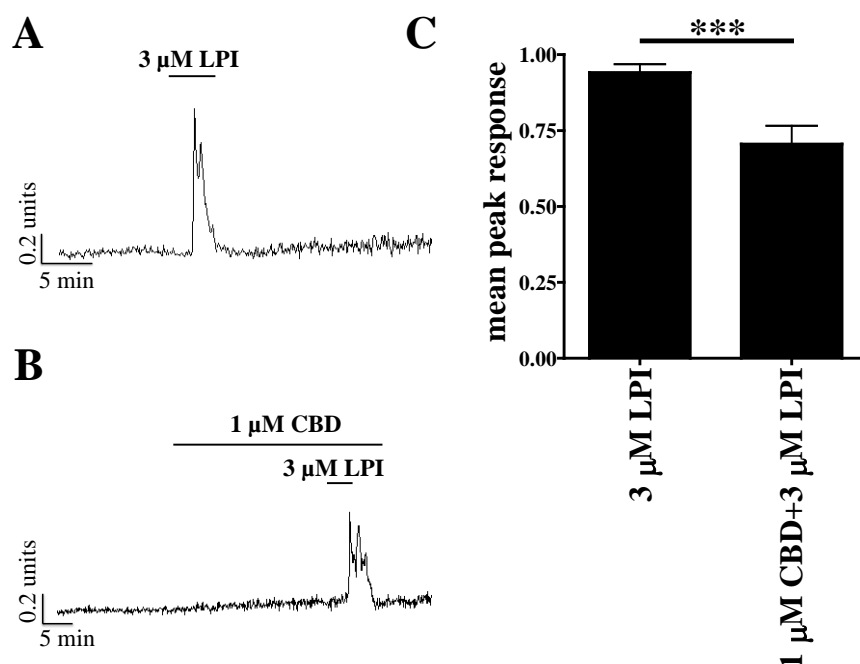 A
3 µM LPI
0.2 units
5 min
B
1 µM CBD
3 µM LPI
0.2 units
5 min
C
***
mean peak response
1.00
0.75
0.50
0.25
0.00
3 µM LPI
1 µM CBD+3 µM LPI